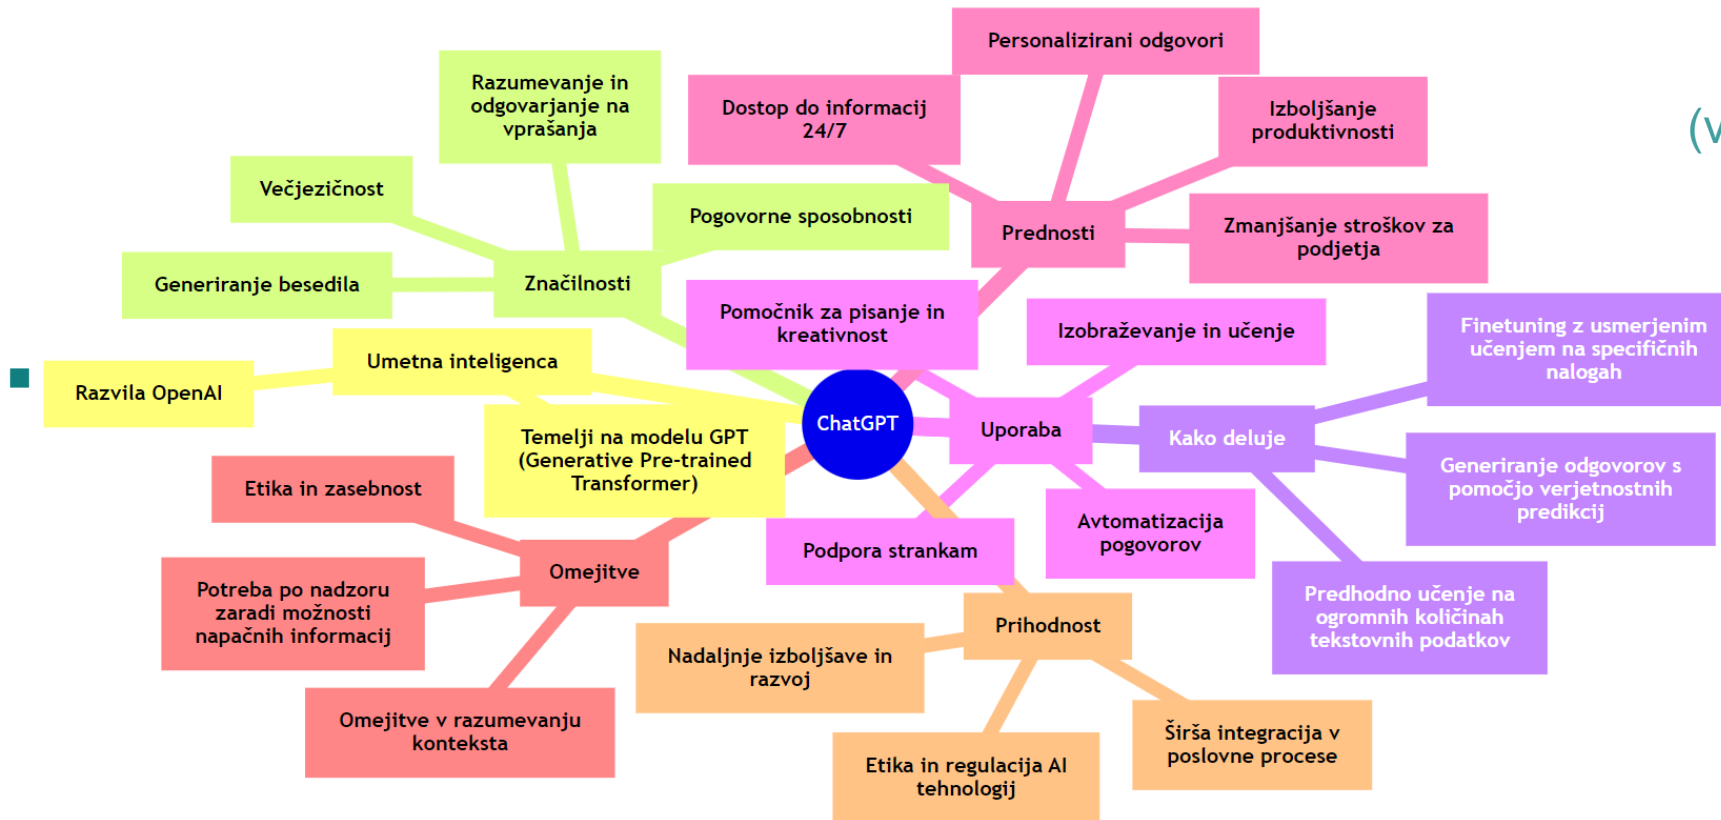 Personalizirani odgovori
Razumevanje in
odgovarjanje na
vprašanja
Dostop do informacij
24/7
Izboljšanje
produktivnosti
(v
Večjezičnost
Pogovorne sposobnosti
Prednosti
Zmanjšanje stroškov za
podjetja
Generiranje besedila
Značilnosti
Pomočnik za pisanje in
kreativnost
Izobraževanje in učenje
Finetuning z usmerjenim
učenjem na specifičnih
nalogah
Umetna inteligenca
Razvila OpenAI
ChatGPT
Uporaba
Kako deluje
Temelji na modelu GPT
(Generative Pre-trained
Transformer)
Generiranje odgovorov s
pomočjo verjetnostnih
predikcij
Etika in zasebnost
Podpora strankam
Avtomatizacija
pogovorov
Omejitve
Potreba po nadzoru
zaradi možnosti
napačnih informacij
Predhodno učenje na
ogromnih količinah
tekstovnih podatkov
Prihodnost
Nadaljnje izboljšave in
razvoj
Omejitve v razumevanju
konteksta
Širša integracija v
poslovne procese
Etika in regulacija AI
tehnologij